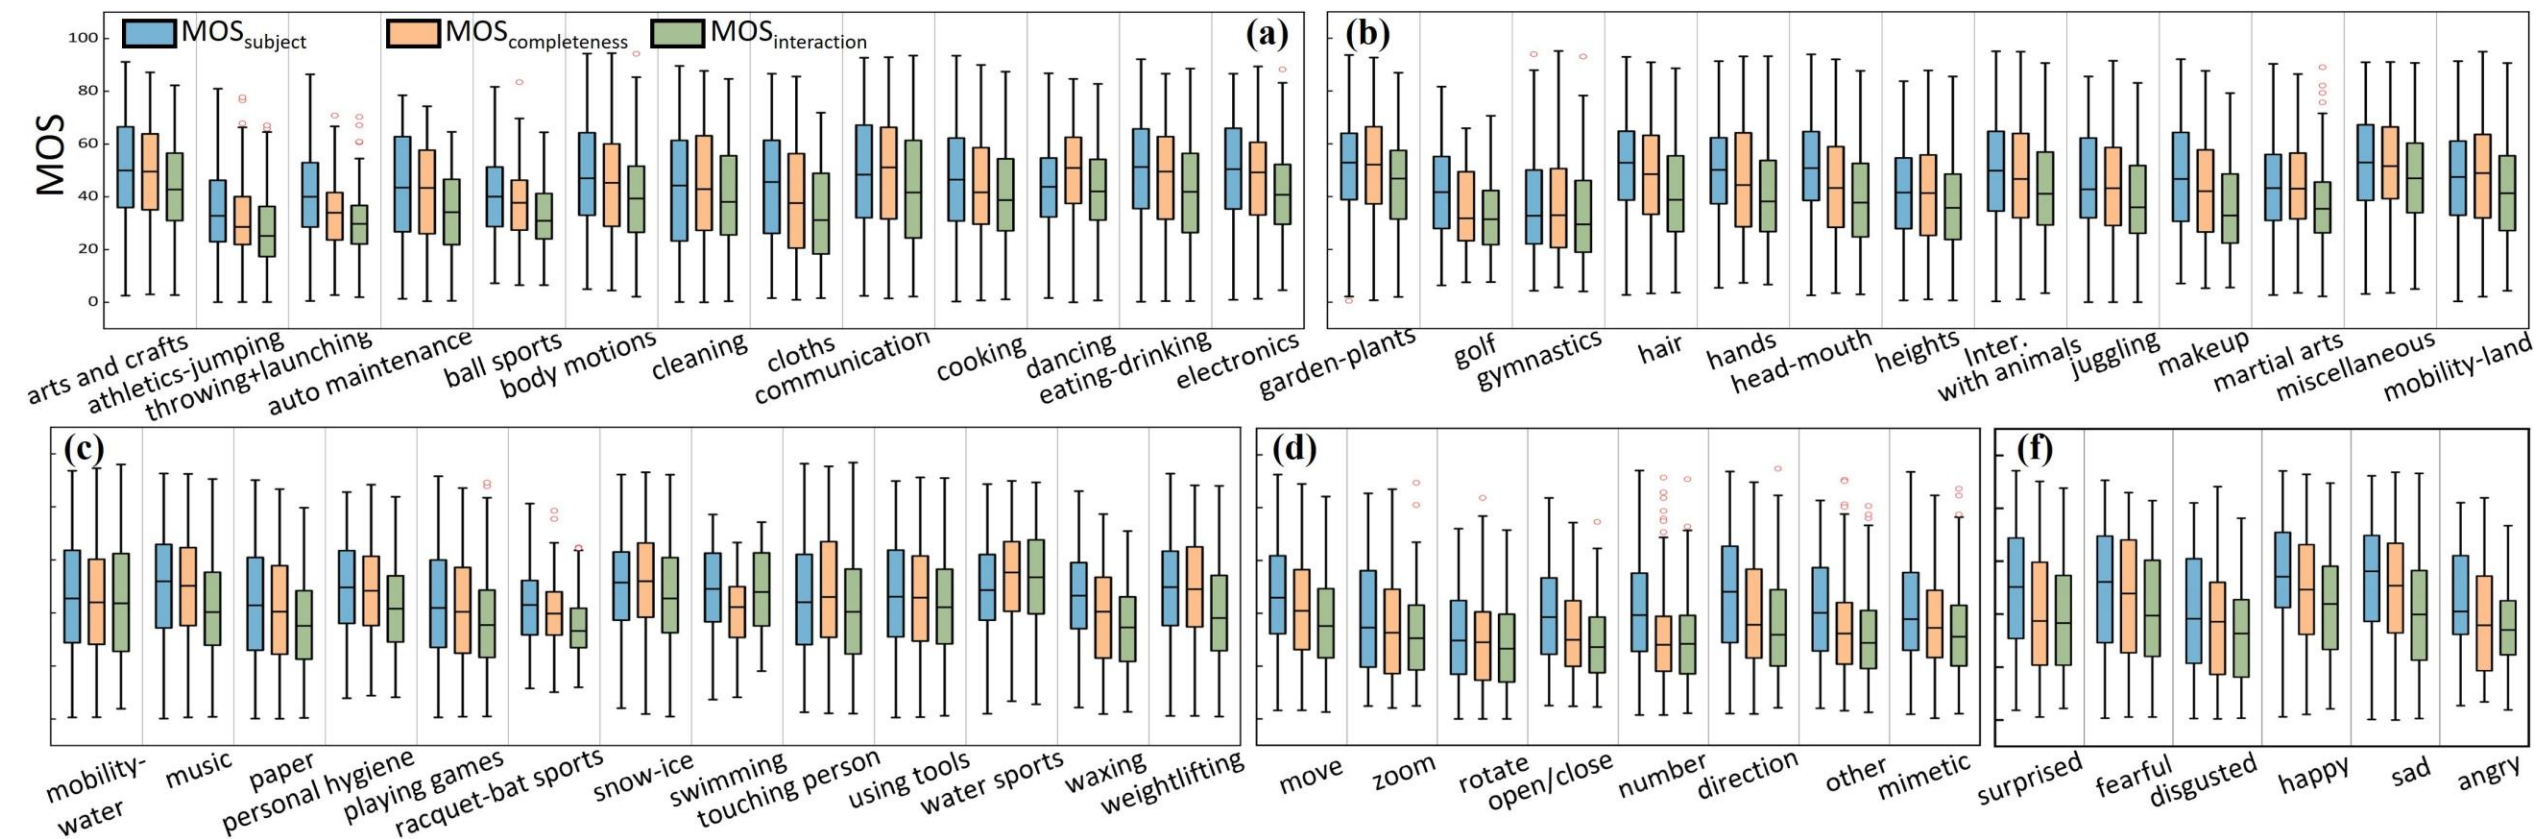 MOS subject MOS completeness MOS interaction (a) (b)
MOS
100
80
60
40
20
0
arts and crafts
athletics-jumping
throwing+launching
auto maintenance
ball sports
body motions
cleaning
cloths
communication
cooking
dancing
eating-drinking
electronics
garden-plants
golf
gymnastics
hair
hands
head-mouth
heights
Inter.
with animals
juggling
makeup
martial arts
miscellaneous
mobility-land
(c) (d) (f)
mobility-
water
music
paper
personal hygiene
playing games
racquet-bat sports
snow-ice
swimming
touching person
using tools
water sports
waxing
weightlifting
move
zoom
rotate
open/close
number
direction
other
mimetic
surprised
fearful
disgusted
happy
sad
angry